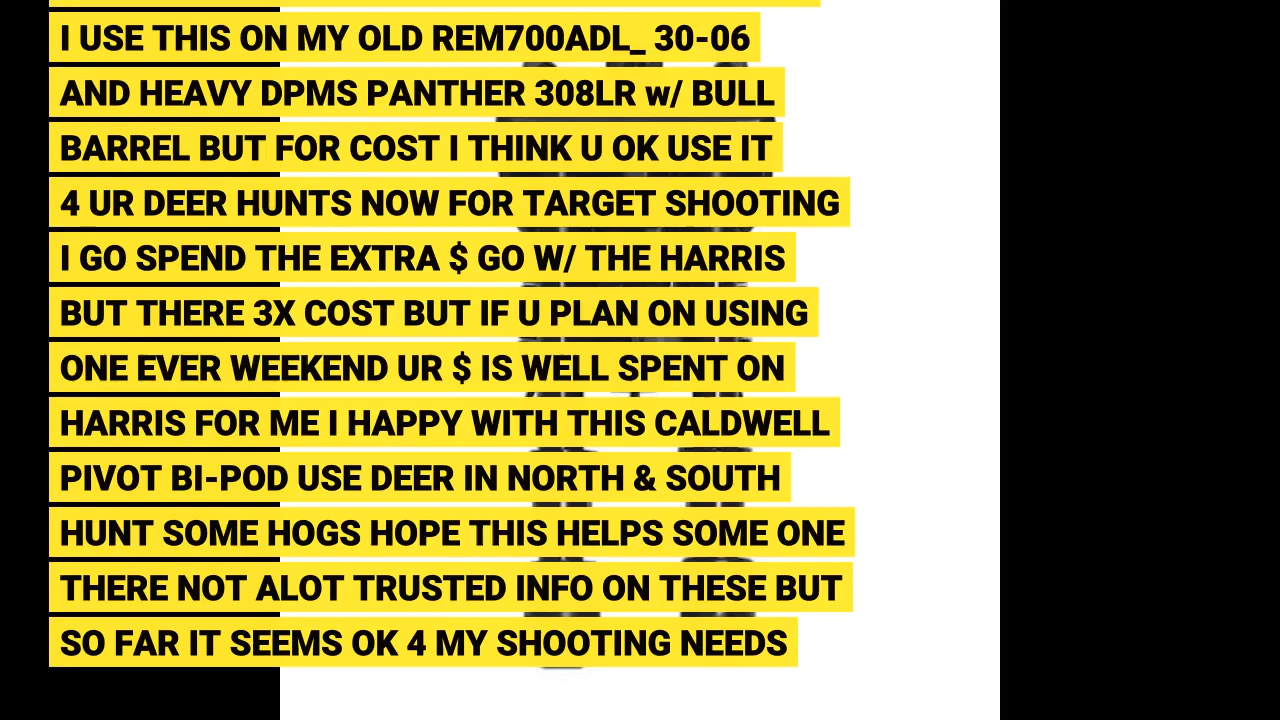 I USE THIS ON MY OLD REM700ADL_ 30-06
AND HEAVY DPMS PANTHER 308LR w/ BULL
BARREL BUT FOR COST I THINK U OK USE IT
4 UR DEER HUNTS NOW FOR TARGET SHOOTING
I GO SPEND THE EXTRA $ GO W/ THE HARRIS
BUT THERE 3X COST BUT IF U PLAN ON USING
ONE EVER WEEKEND UR $ IS WELL SPENT ON
HARRIS FOR ME I HAPPY WITH THIS CALDWELL
PIVOT BI-POD USE DEER IN NORTH & SOUTH
HUNT SOME HOGS HOPE THIS HELPS SOME ONE
THERE NOT ALOT TRUSTED INFO ON THESE BUT
SO FAR IT SEEMS OK 4 MY SHOOTING NEEDS